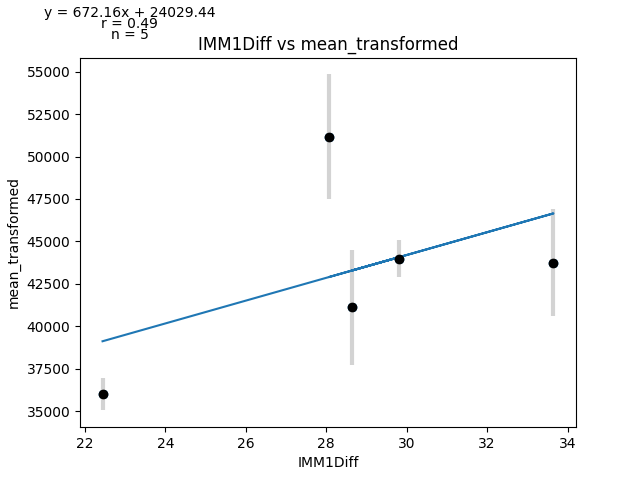 y = 672.16x + 24029.44
r = 0.49
n = 5
IMM1Diff vs mean_transformed
55000
52500
50000
47500
45000
42500
40000
37500
35000
mean_transformed
22 24 26 28 30 32 34
IMM1Diff